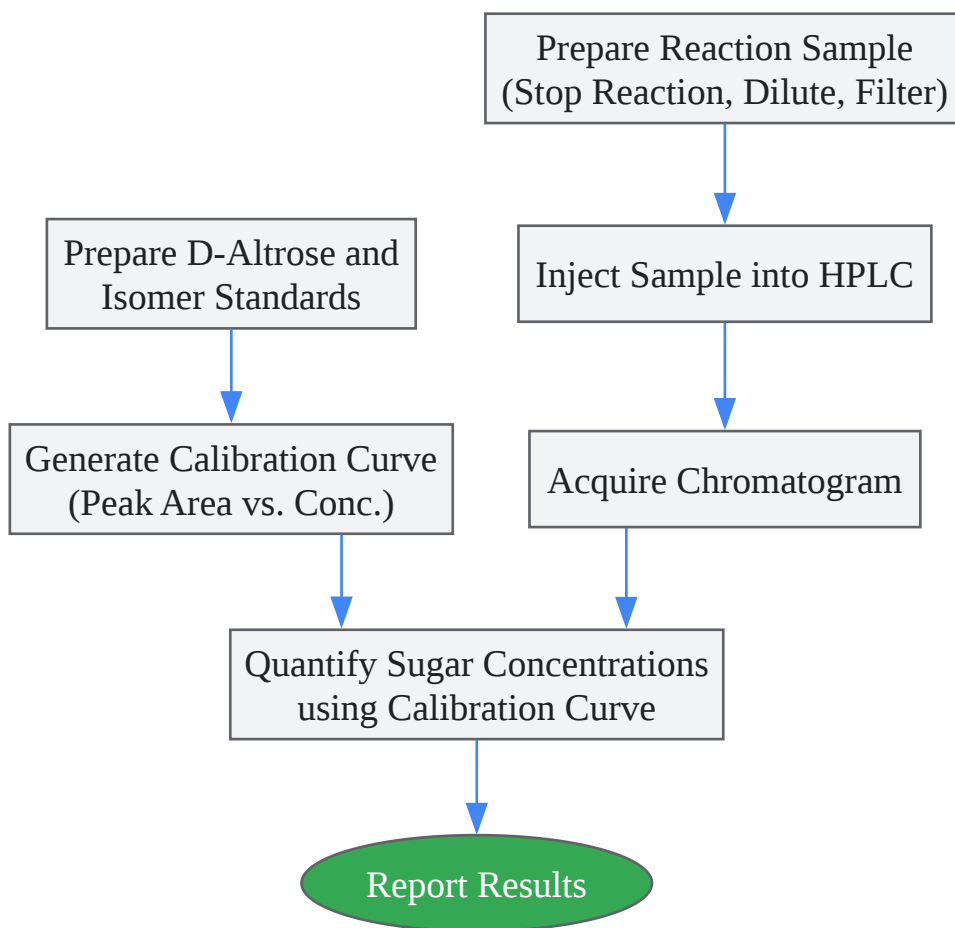 Prepare Reaction Sample
(Stop Reaction, Dilute, Filter)
Prepare D-Altrose and
Isomer Standards
Inject Sample into HPLC
Generate Calibration Curve
(Peak Area vs. Conc.)
Acquire Chromatogram
Quantify Sugar Concentrations
using Calibration Curve
Report Results